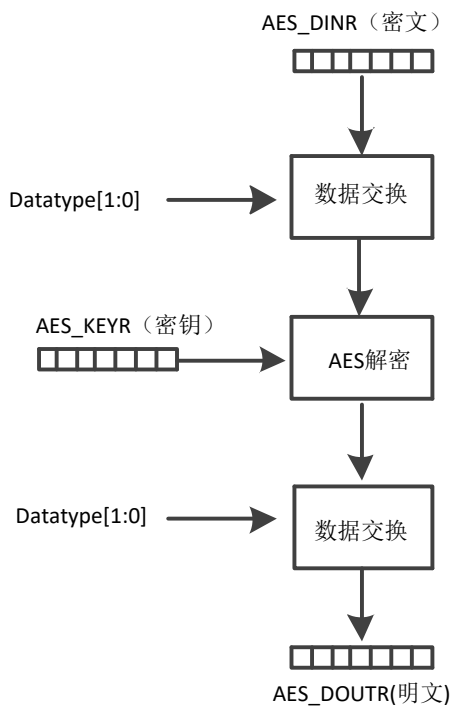 AES_DINR（密文）
Datatype[1:0]
数据交换
AES_KEYR（密钥）
AES解密
Datatype[1:0]
数据交换
AES_DOUTR(明文)